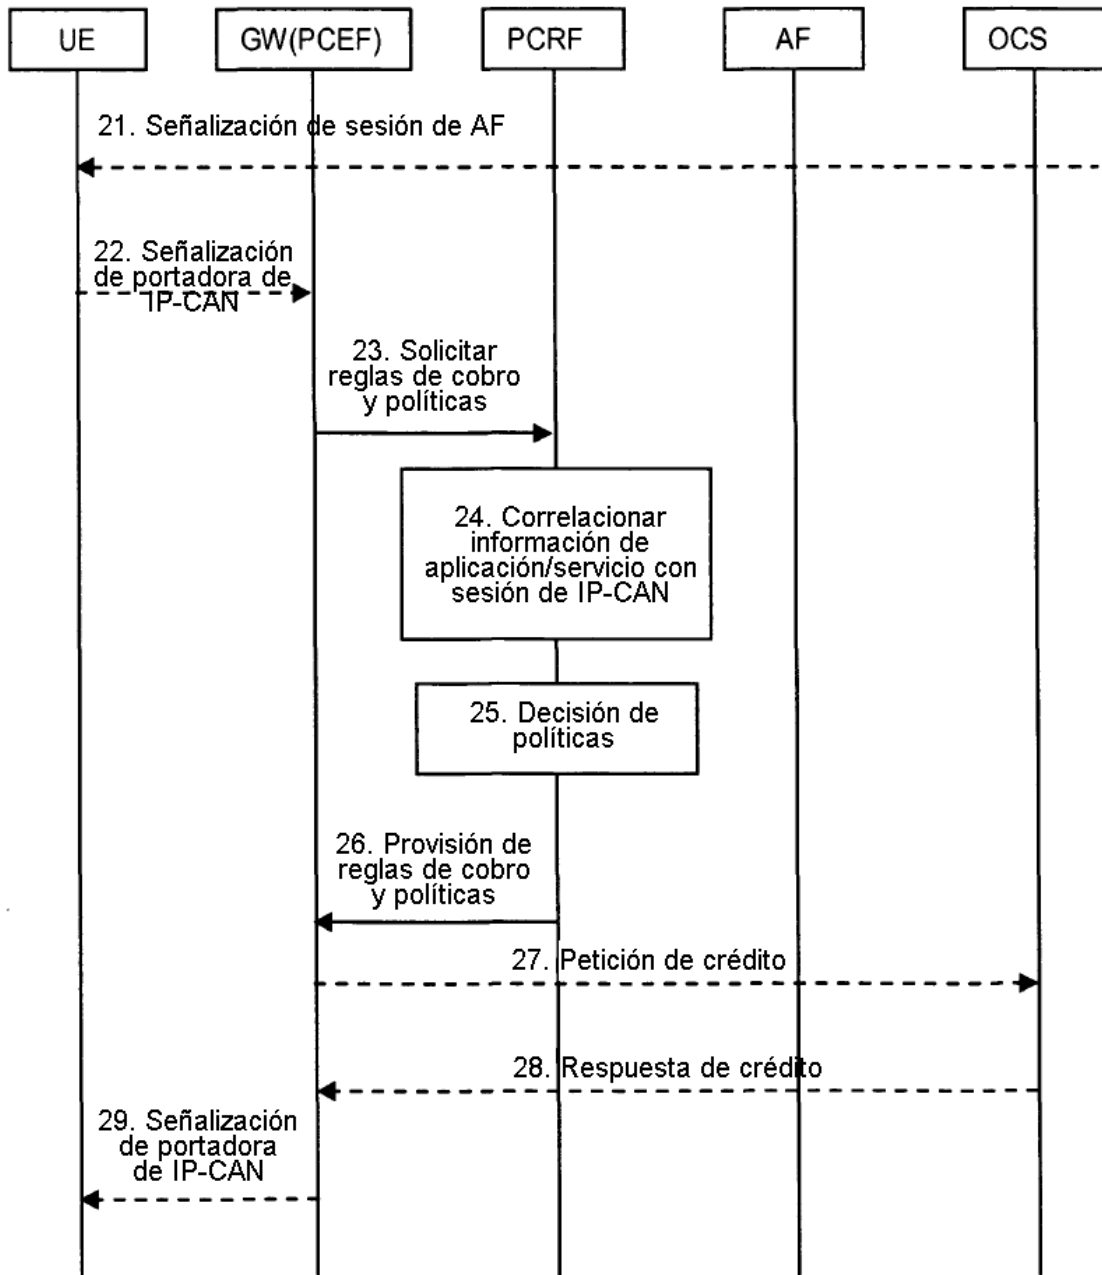 UE
GW(PCEF)
PCRF
AF
OCS
21. Señalización de sesión de AF
22. Señalización
de portadora de
IP-CAN
23. Solicitar
reglas de cobro
y políticas
24. Correlacionar
información de
aplicación/servicio con
sesión de IP-CAN
25. Decisión de
políticas
26. Provisión de
reglas de cobro
y políticas
27. Petición de crédito
28. Respuesta de crédito
29. Señalización
de portadora
de IP-CAN